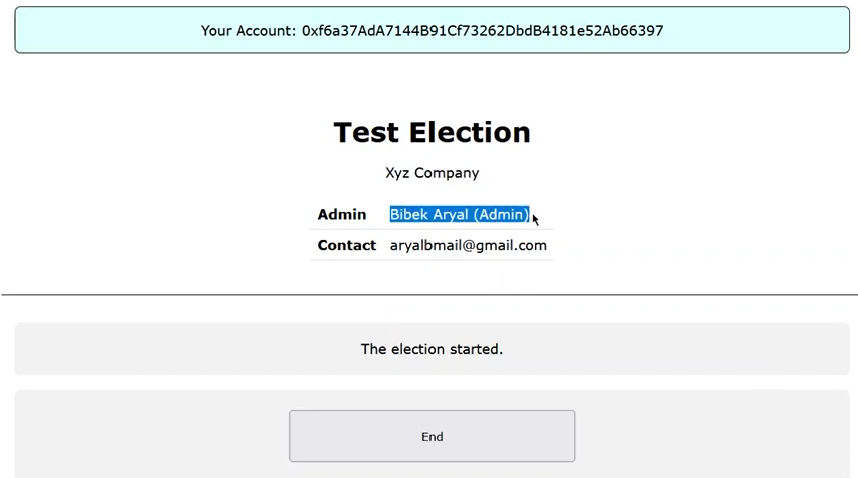 Your Account: 0xf6a37AdA7144B91Cf73262DbdB4181e52Ab66397
Test Election
Xyz Company
Admin Bibek Aryal (Admin)
Contact aryalbmail@gmail.com
The election started.
End